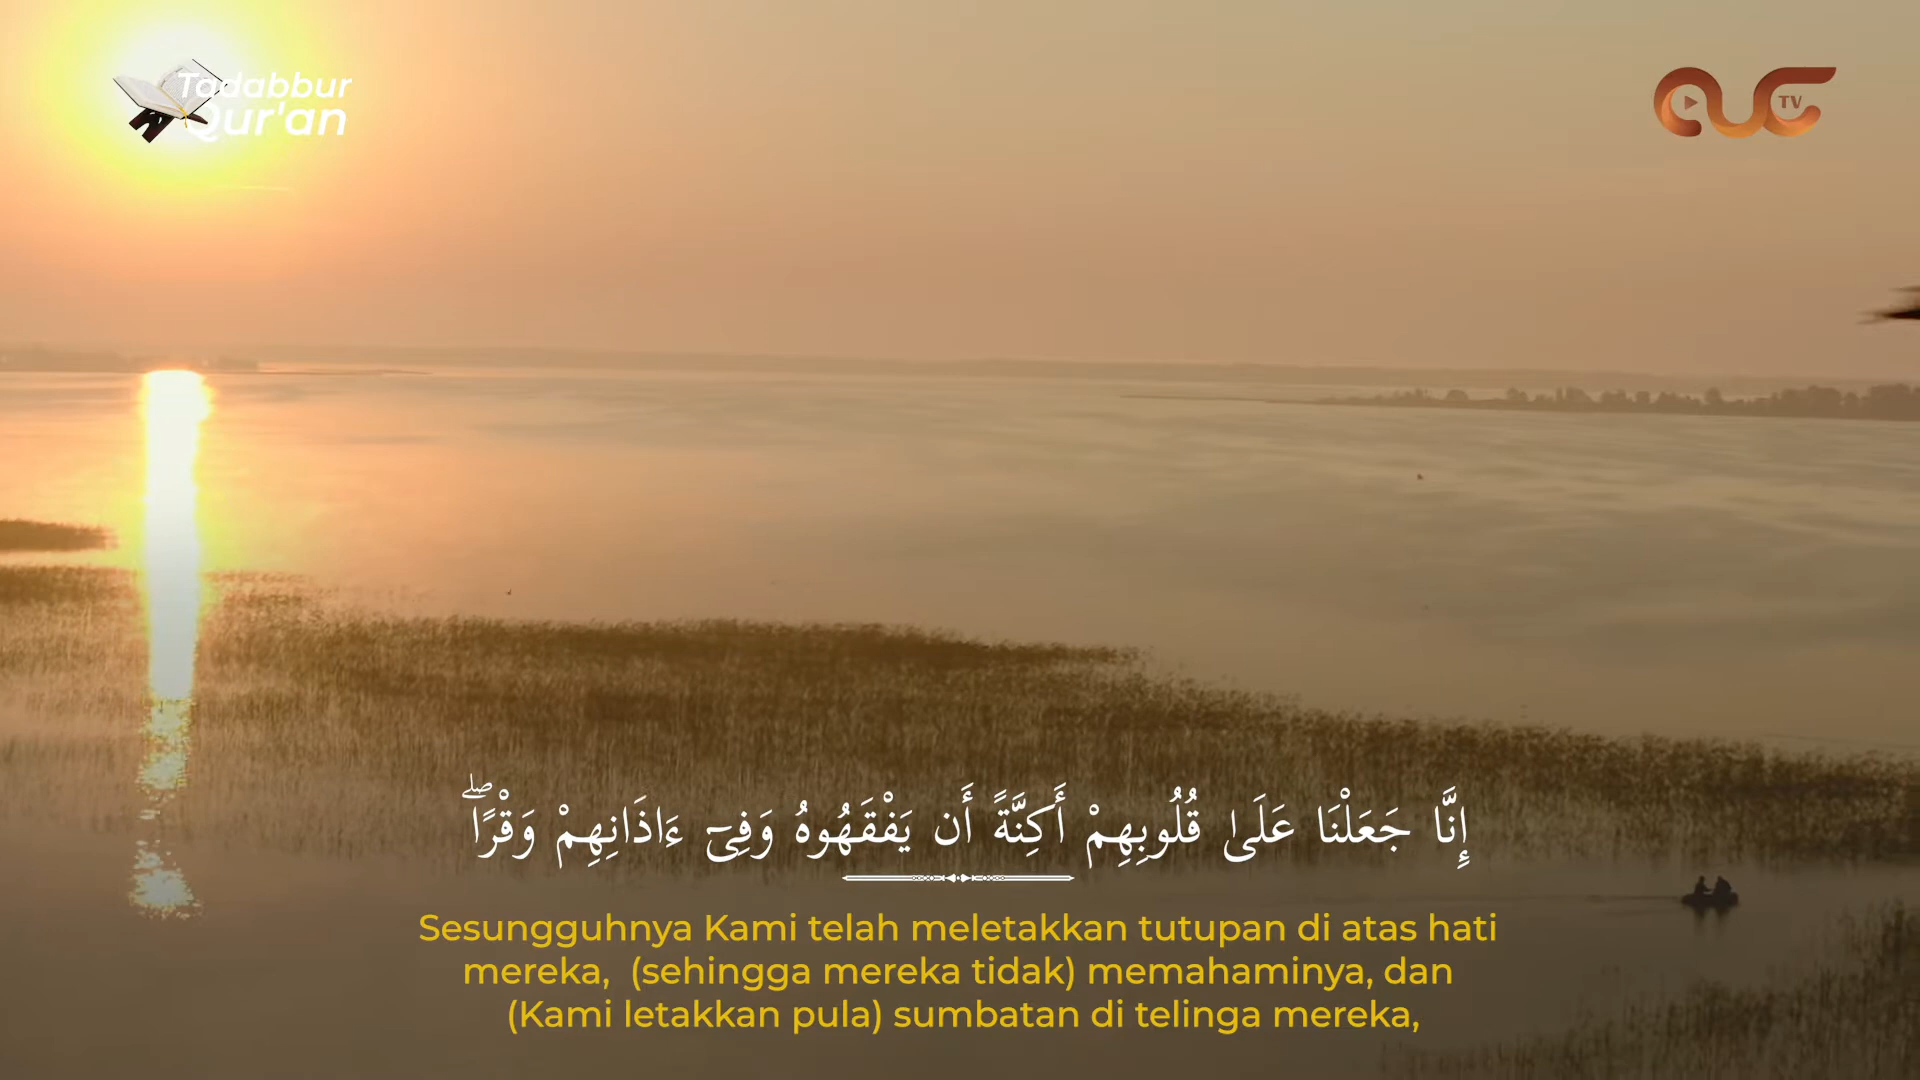 Tadabbur
Qur'an
TV
إِنَّا جَعَلْنَا عَلَىٰ قُلُوبِهِمْ أَكِنَّةً أَن يَفْقَهُوهُ وَفِىٓ ءَاذَانِهِمْ وَقْرًا ۖ
Sesungguhnya Kami telah meletakkan tutupan di atas hati
mereka,  (sehingga mereka tidak) memahaminya, dan
(Kami letakkan pula) sumbatan di telinga mereka,